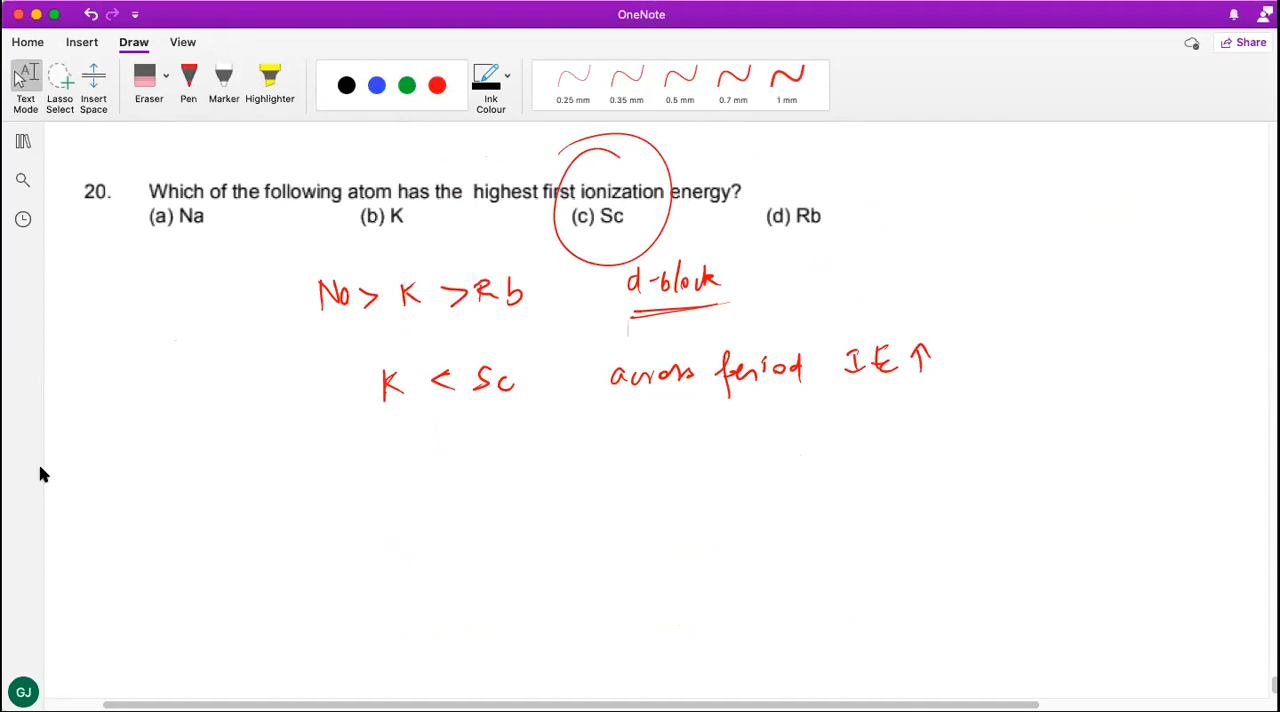 OneNote
Home Insert Draw View
Share
Text Mode
Lasso Select
Insert Space
Eraser
Pen
Marker
Highlighter
Ink Colour
0.25 mm 0.35 mm 0.5 mm 0.7 mm 1 mm
20. Which of the following atom has the highest first ionization energy?
(a) Na (b) K (c) Sc (d) Rb
Na > K > Rb d-block
K < Sc across period IE ↑
GJ